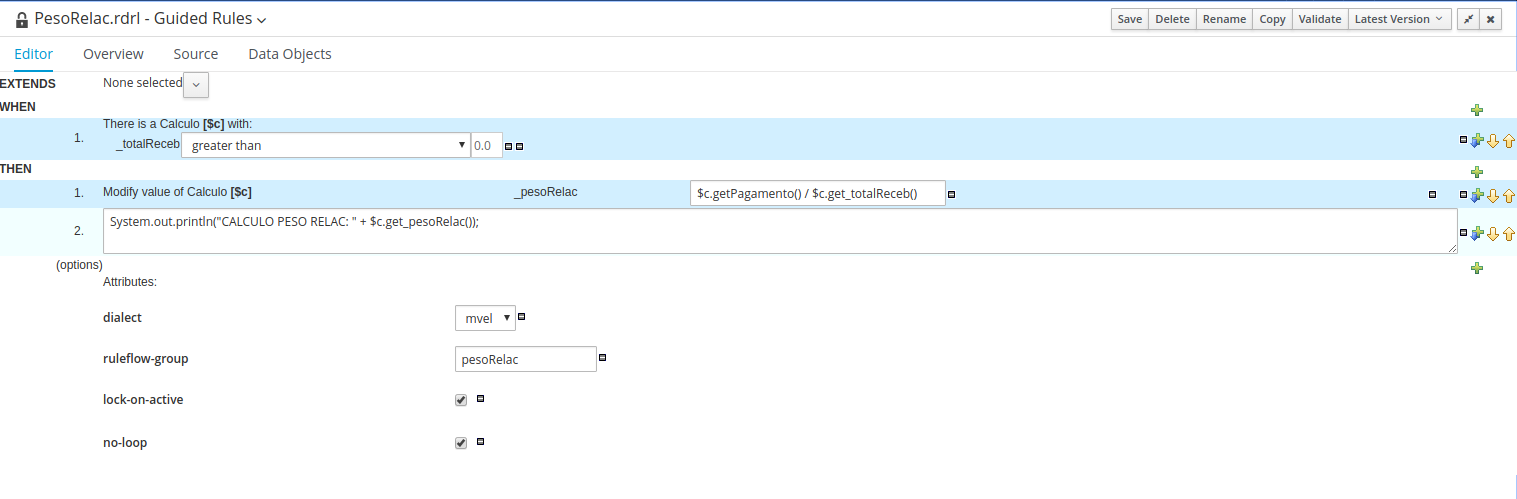 PesoRelac.rdrl - Guided Rules
Save Delete Rename Copy Validate Latest Version
Editor Overview Source Data Objects
EXTENDS None selected
WHEN
There is a Calculo [$c] with:
1. _totalReceb greater than 0.0
THEN
1. Modify value of Calculo [$c] _pesoRelac $c.getPagamento() / $c.get_totalReceb()
2. System.out.println("CALCULO PESO RELAC: " + $c.get_pesoRelac());
(options)
Attributes:
dialect mvel
ruleflow-group pesoRelac
lock-on-active
no-loop